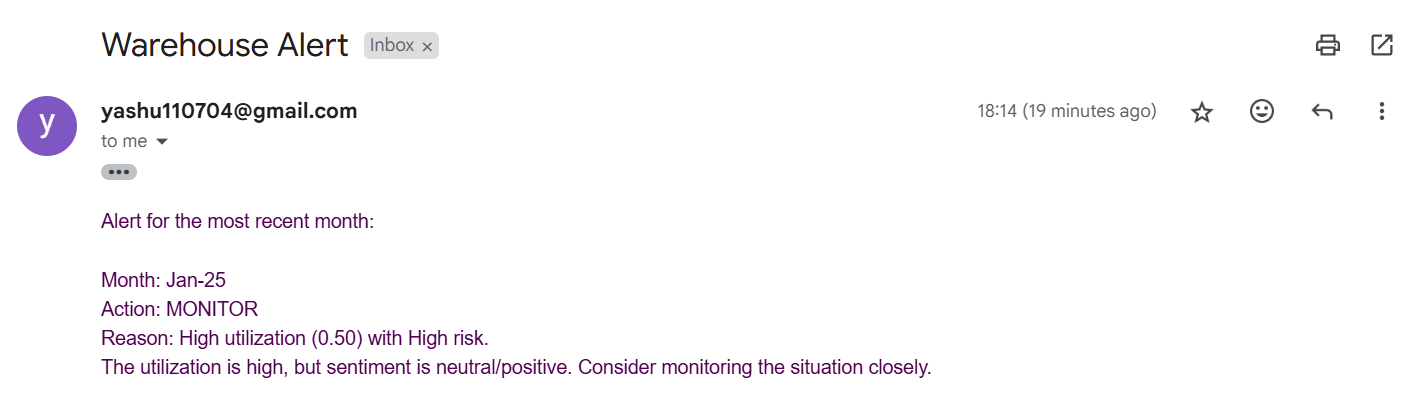 Warehouse Alert Inbox ×
y
yashu110704@gmail.com 18:14 (19 minutes ago)
to me
Alert for the most recent month:
Month: Jan-25
Action: MONITOR
Reason: High utilization (0.50) with High risk.
The utilization is high, but sentiment is neutral/positive. Consider monitoring the situation closely.